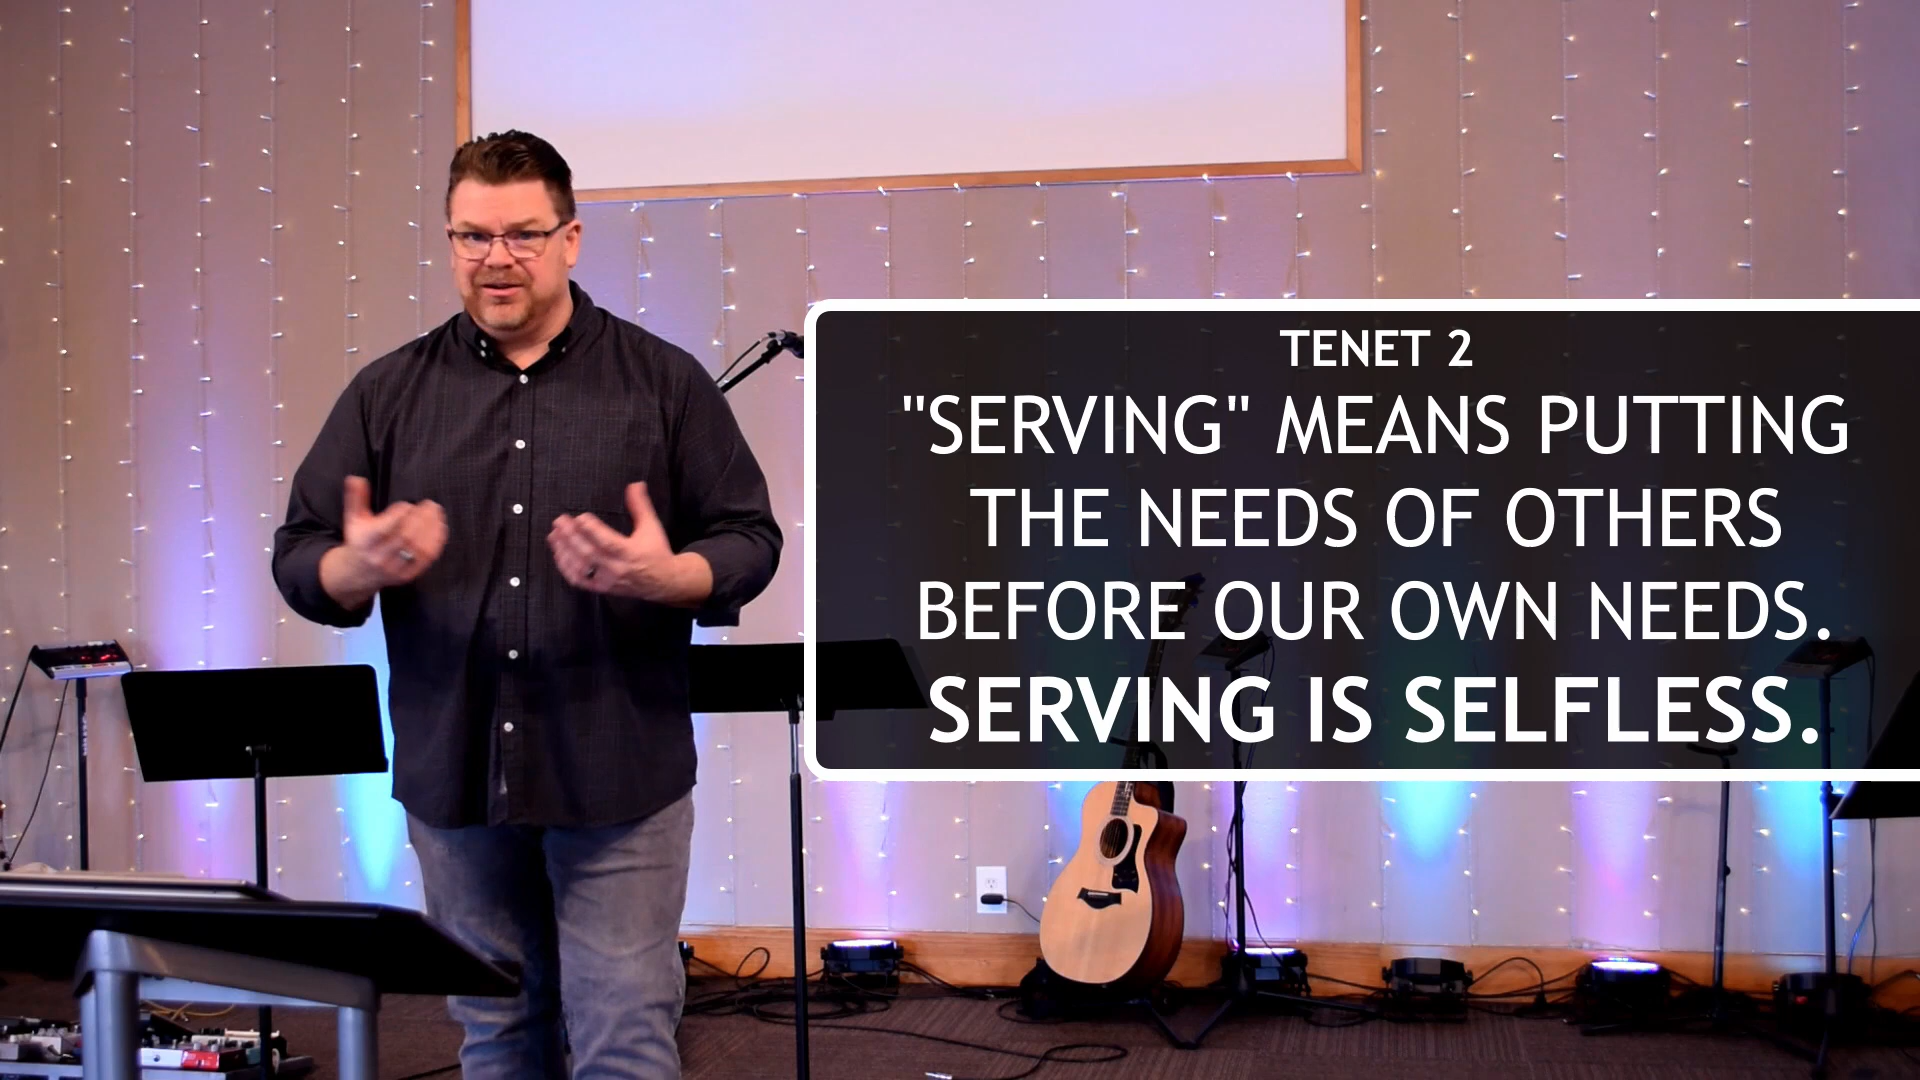 TENET 2
"SERVING" MEANS PUTTING
THE NEEDS OF OTHERS
BEFORE OUR OWN NEEDS.
SERVING IS SELFLESS.